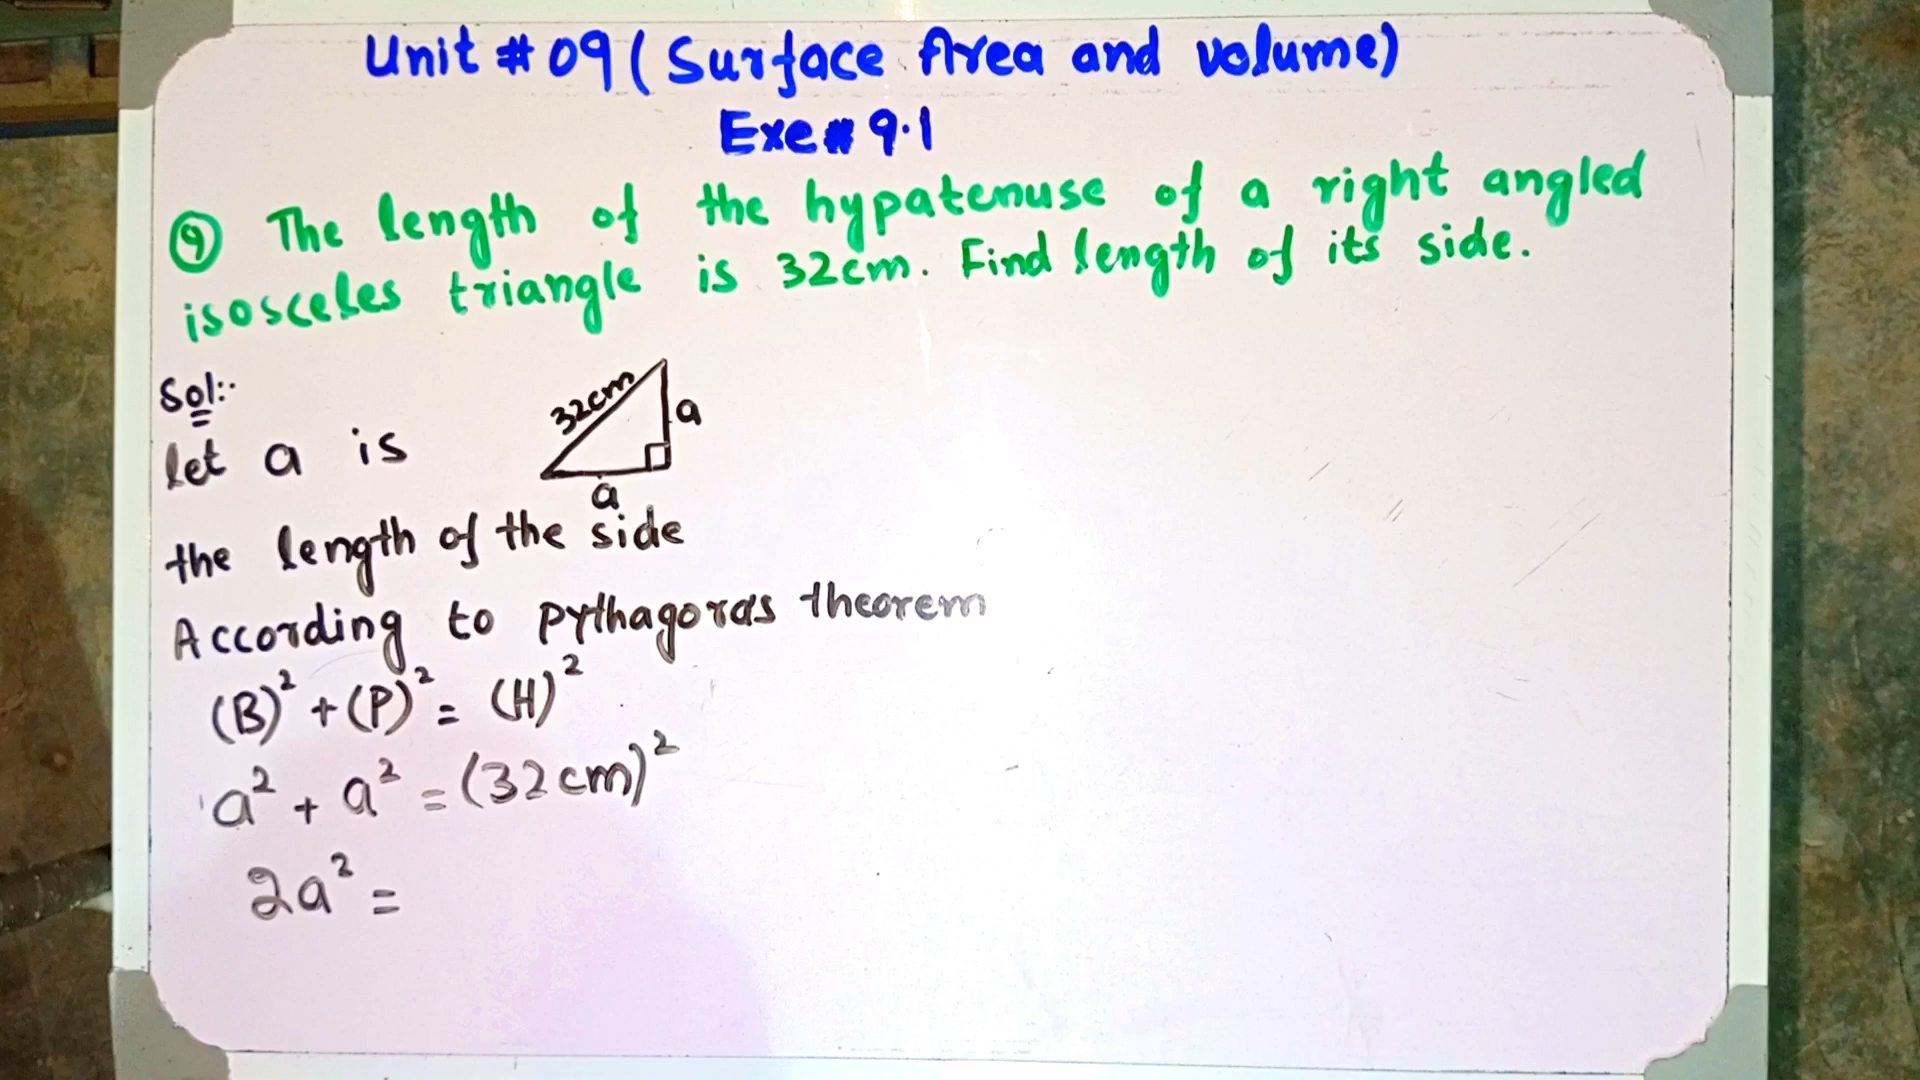 Unit # 09 ( Surface Area and volume)
Exe # 9.1
⑨ The length of the hypatenuse of a right angled
isosceles triangle is 32cm. Find length of its side.
Sol:-
32cm
a
let a is
a
the length of the side
According to pythagoras theorem
(B)² + (P)² = (H)²
a² + a² = (32cm)²
2a² =